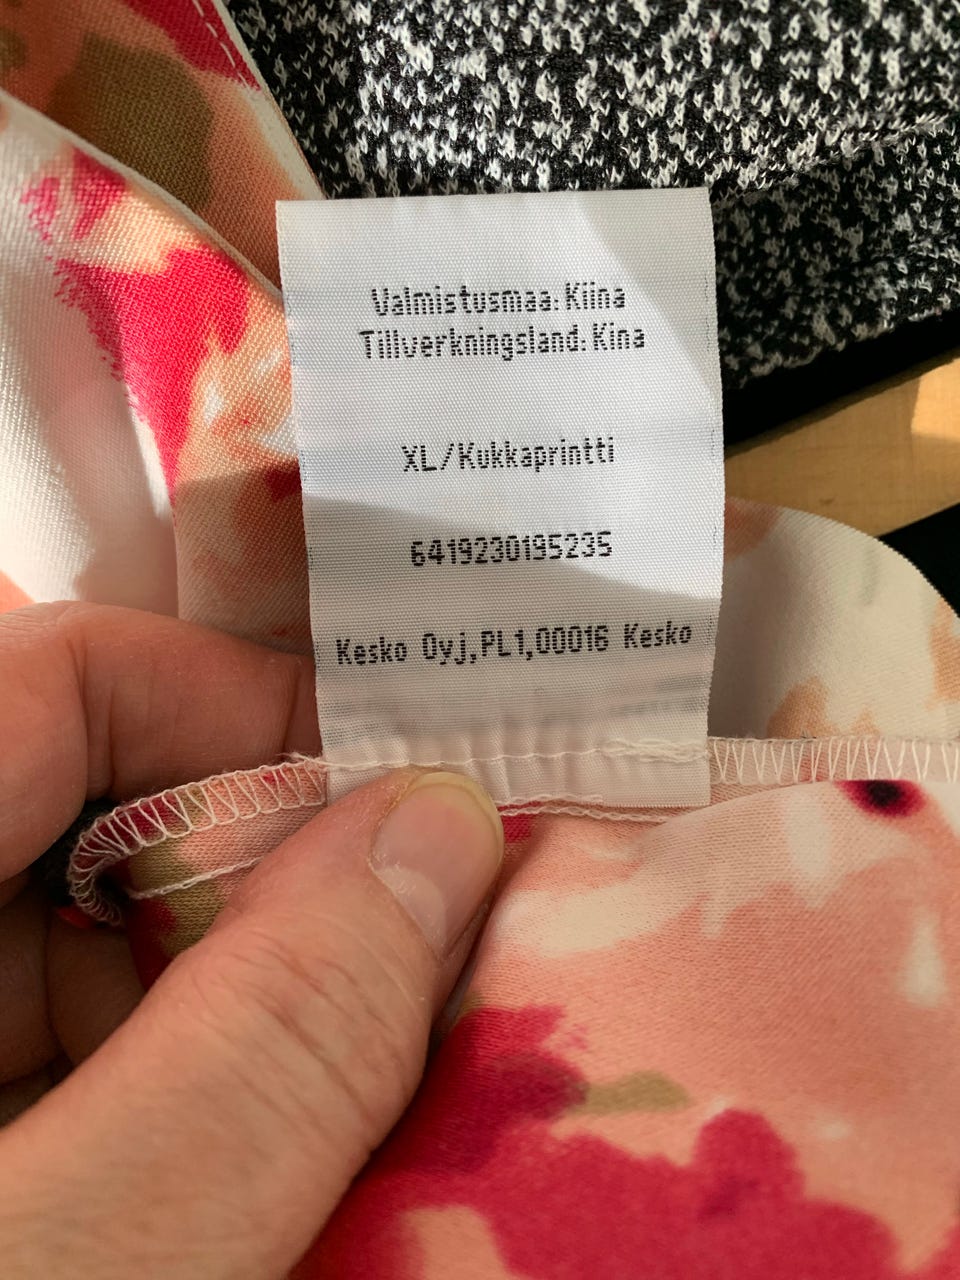 Valmistusmaa: Kiina
Tillverkningsland: Kina
XL/Kukkaprintti
6419230195235
Kesko Oyj,PL1,00016 Kesko